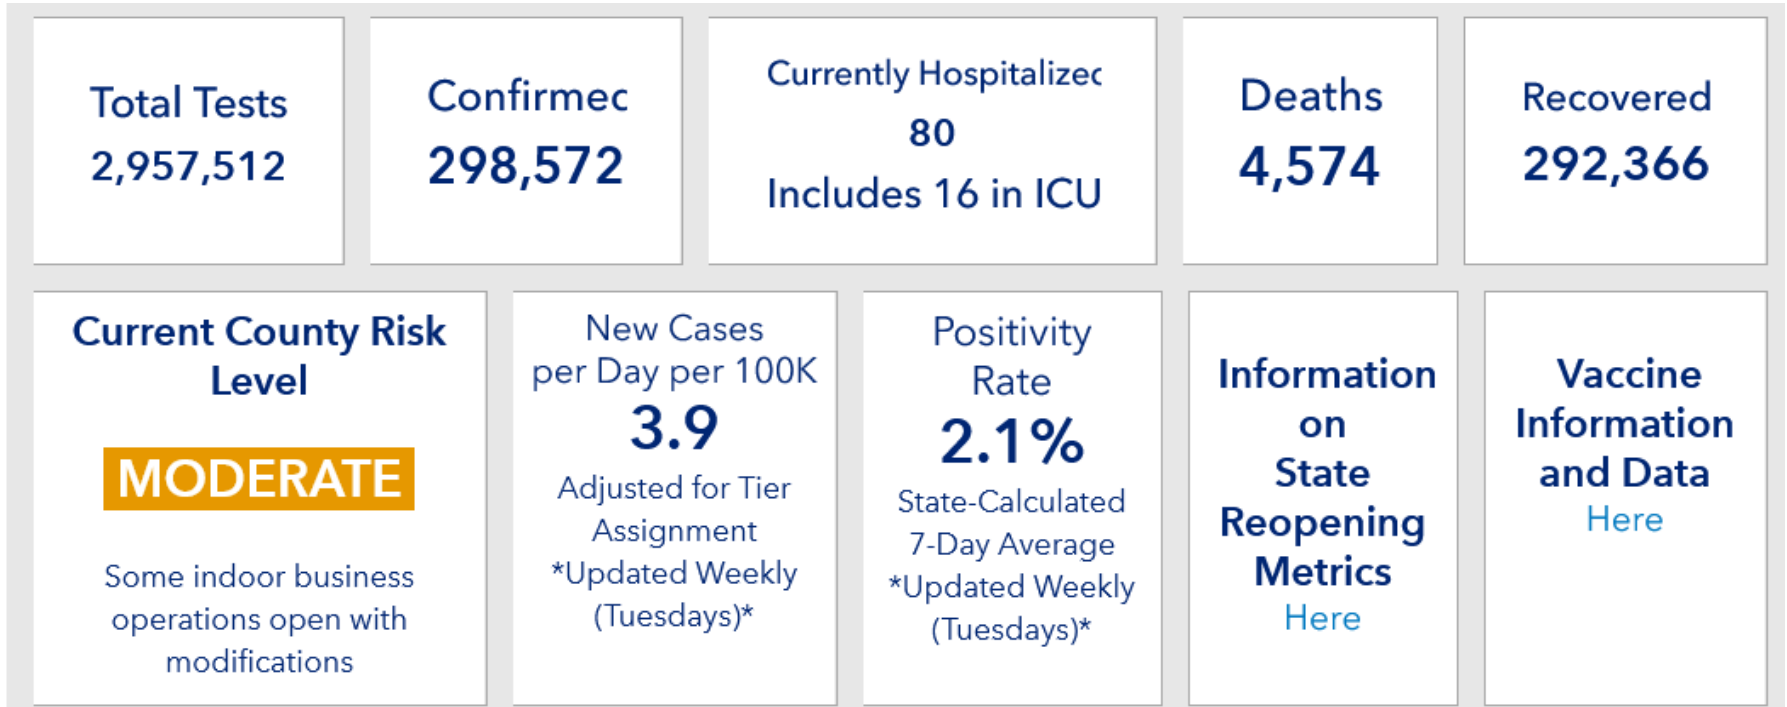 Total Tests
2,957,512
Confirmec
298,572
Currently Hospitalizec
80
Includes 16 in ICU
Deaths
4,574
Recovered
292,366
Current County Risk
Level
MODERATE
Some indoor business
operations open with
modifications
New Cases
per Day per 100K
3.9
Adjusted for Tier
Assignment
*Updated Weekly
(Tuesdays)*
Positivity
Rate
2.1%
State-Calculated
7-Day Average
*Updated Weekly
(Tuesdays)*
Information
on
State
Reopening
Metrics
Here
Vaccine
Information
and Data
Here